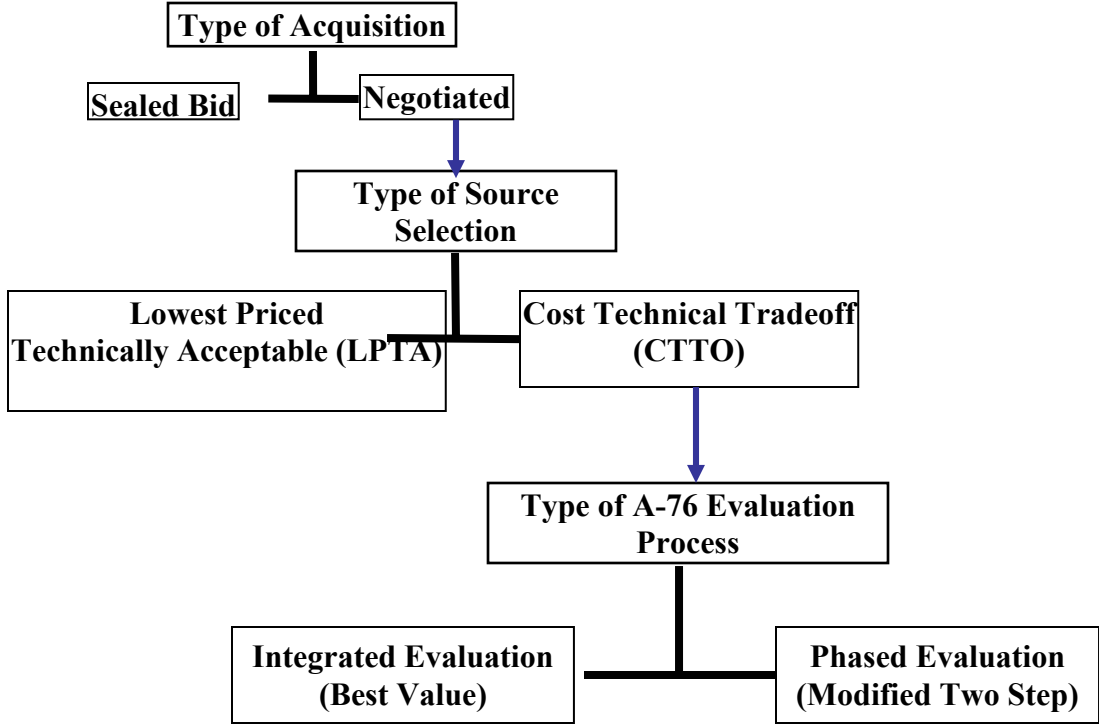 Type of Acquisition
Sealed Bid
Negotiated
Type of Source
Selection
Lowest Priced
Technically Acceptable (LPTA)
Cost Technical Tradeoff
(CTTO)
Type of A-76 Evaluation
Process
Integrated Evaluation
(Best Value)
Phased Evaluation
(Modified Two Step)